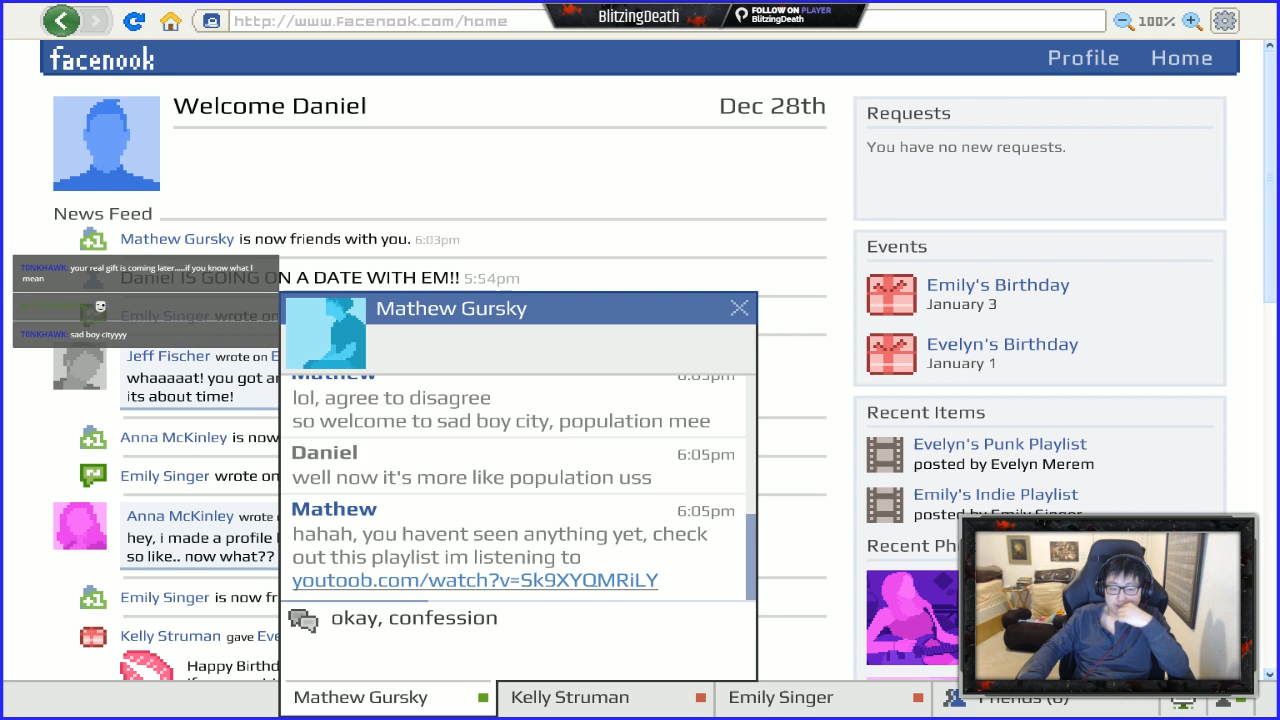 http://www.facenook.com/home
BlitzingDeath
FOLLOW ON PLAYER
BlitzingDeath
100%
facenook
Profile
Home
Welcome Daniel
Dec 28th
News Feed
Mathew Gursky is now friends with you. 6:03pm
Daniel IS GOING ON A DATE WITH EM!! 5:54pm
T0NKHAWK: your real gift is coming later.....if you know what I
mean
T0NKHAWK: sad boy cityyyy
Emily Singer wrote on
Jeff Fischer wrote on E
whaaaaat! you got a
its about time!
Anna McKinley is now
Emily Singer wrote on
Anna McKinley wrote
hey, i made a profile
so like.. now what??
Emily Singer is now fr
Kelly Struman gave Eve
Happy Birthd
Mathew Gursky
Mathew 6:05pm
lol, agree to disagree
so welcome to sad boy city, population mee
Daniel 6:05pm
well now it's more like population uss
Mathew 6:05pm
hahah, you havent seen anything yet, check
out this playlist im listening to
youtoob.com/watch?v=Sk9XYQMRiLY
okay, confession
Mathew Gursky
Kelly Struman
Emily Singer
Friends (6)
Requests
You have no new requests.
Events
Emily's Birthday
January 3
Evelyn's Birthday
January 1
Recent Items
Evelyn's Punk Playlist
posted by Evelyn Merem
Emily's Indie Playlist
posted by Emily Singer
Recent Ph